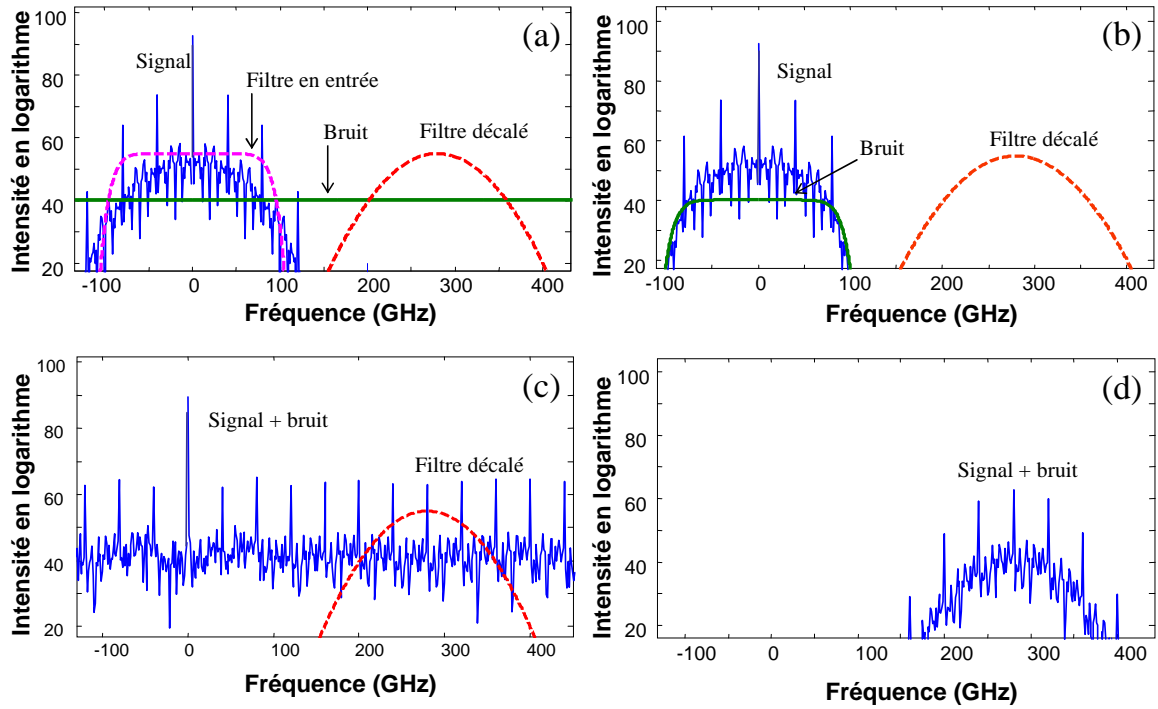 (a)
Signal
Filtre en entrée
Bruit
Filtre décalé
Intensité en logarithme
100
80
60
40
20
-100 0 100 200 300 400
Fréquence (GHz)
(b)
Signal
Bruit
Filtre décalé
Intensité en logarithme
100
80
60
40
20
-100 0 100 200 300 400
Fréquence (GHz)
(c)
Signal + bruit
Filtre décalé
Intensité en logarithme
100
80
60
40
20
-100 0 100 200 300 400
Fréquence (GHz)
(d)
Signal + bruit
Intensité en logarithme
100
80
60
40
20
-100 0 100 200 300 400
Fréquence (GHz)